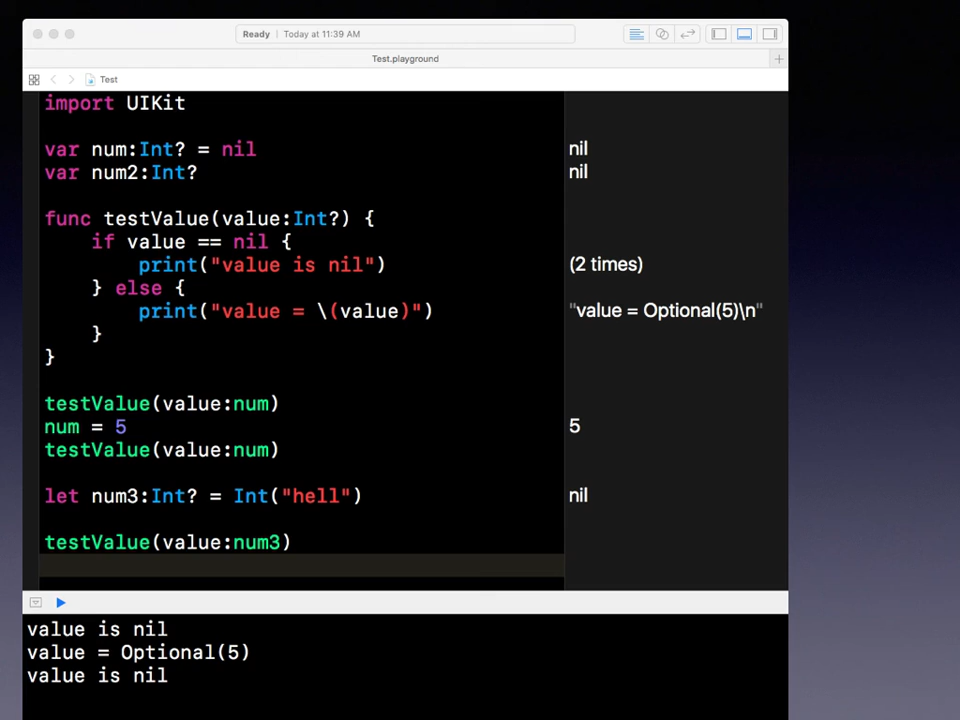 Ready | Today at 11:39 AM
Test.playground
Test
import UIKit
var num:Int? = nil
nil
var num2:Int?
nil
func testValue(value:Int?) {
if value == nil {
print("value is nil")
(2 times)
} else {
print("value = \(value)")
"value = Optional(5)\n"
}
}
testValue(value:num)
num = 5
5
testValue(value:num)
let num3:Int? = Int("hell")
nil
testValue(value:num3)
value is nil
value = Optional(5)
value is nil